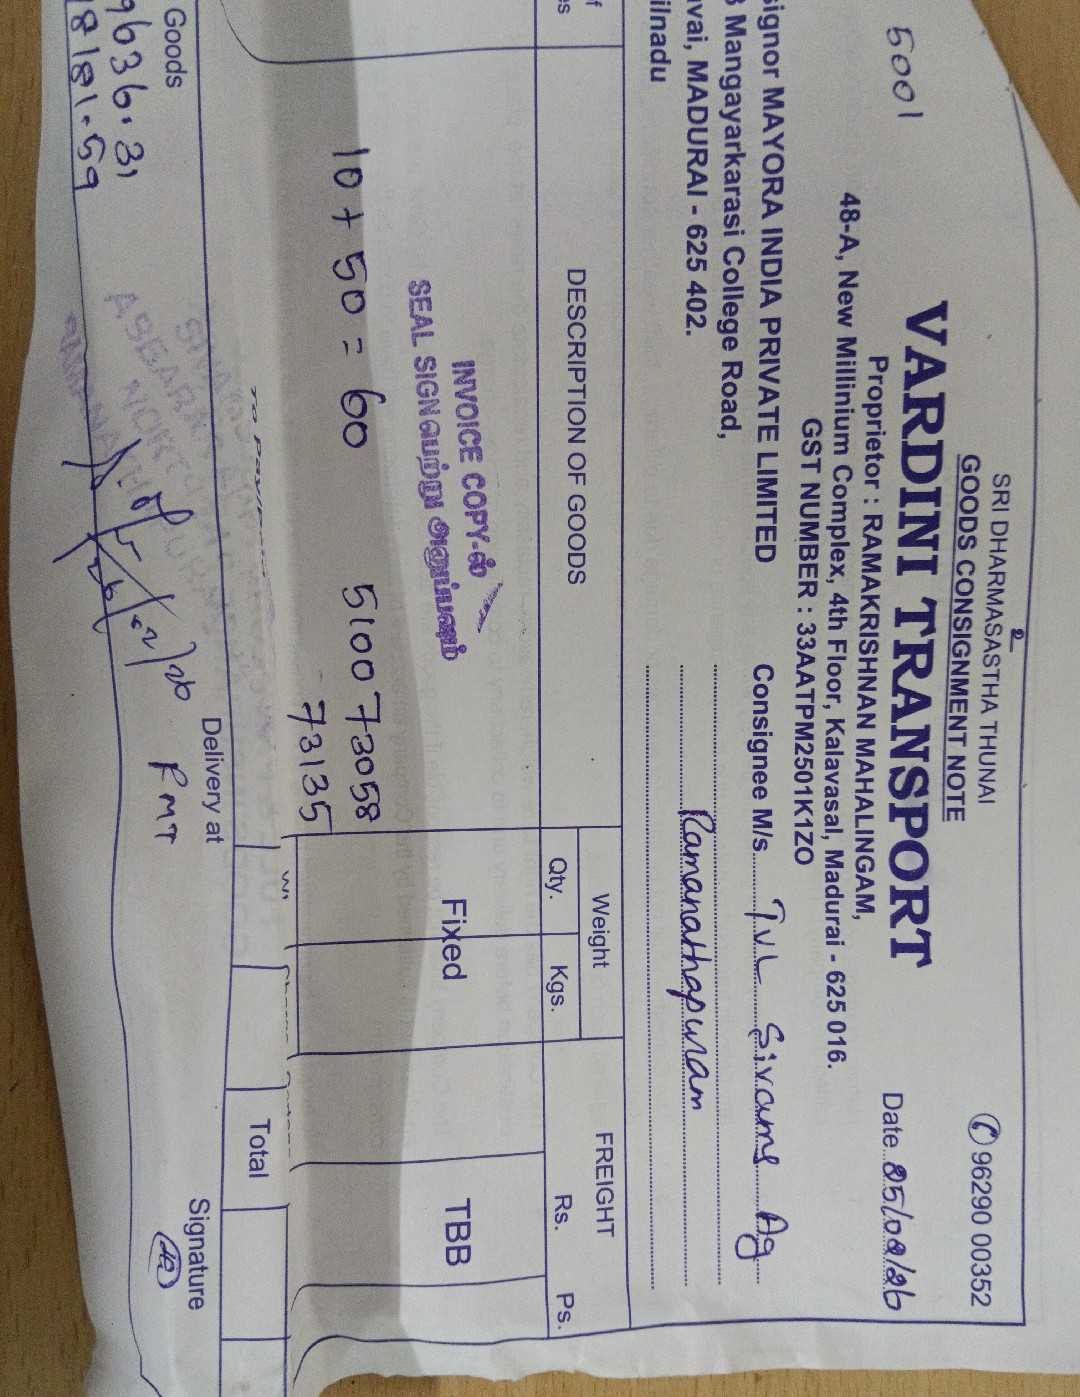 SRI DHARMASASTHA THUNAI
GOODS CONSIGNMENT NOTE
✆ 96290 00352
5001
VARDINI TRANSPORT
Proprietor : RAMAKRISHNAN MAHALINGAM,
Date 25/02/26
48-A, New Millinium Complex, 4th Floor, Kalavasal, Madurai - 625 016.
GST NUMBER : 33AATPM2501K1ZO
signor MAYORA INDIA PRIVATE LIMITED
Consignee M/s. Tvl Sivams Ag
Mangayarkarasi College Road,
vai, MADURAI - 625 402.
Ramanathapuram
ilnadu
DESCRIPTION OF GOODS
Weight
FREIGHT
Qty.
Kgs.
Rs.
Ps.
INVOICE COPY-ல்
SEAL SIGN பெற்று அனுப்பவும்
Fixed
TBB
10 + 50 = 60
5100 73058
73135
Total
Goods
Delivery at
Signature
RMT
9636.31
8181.59